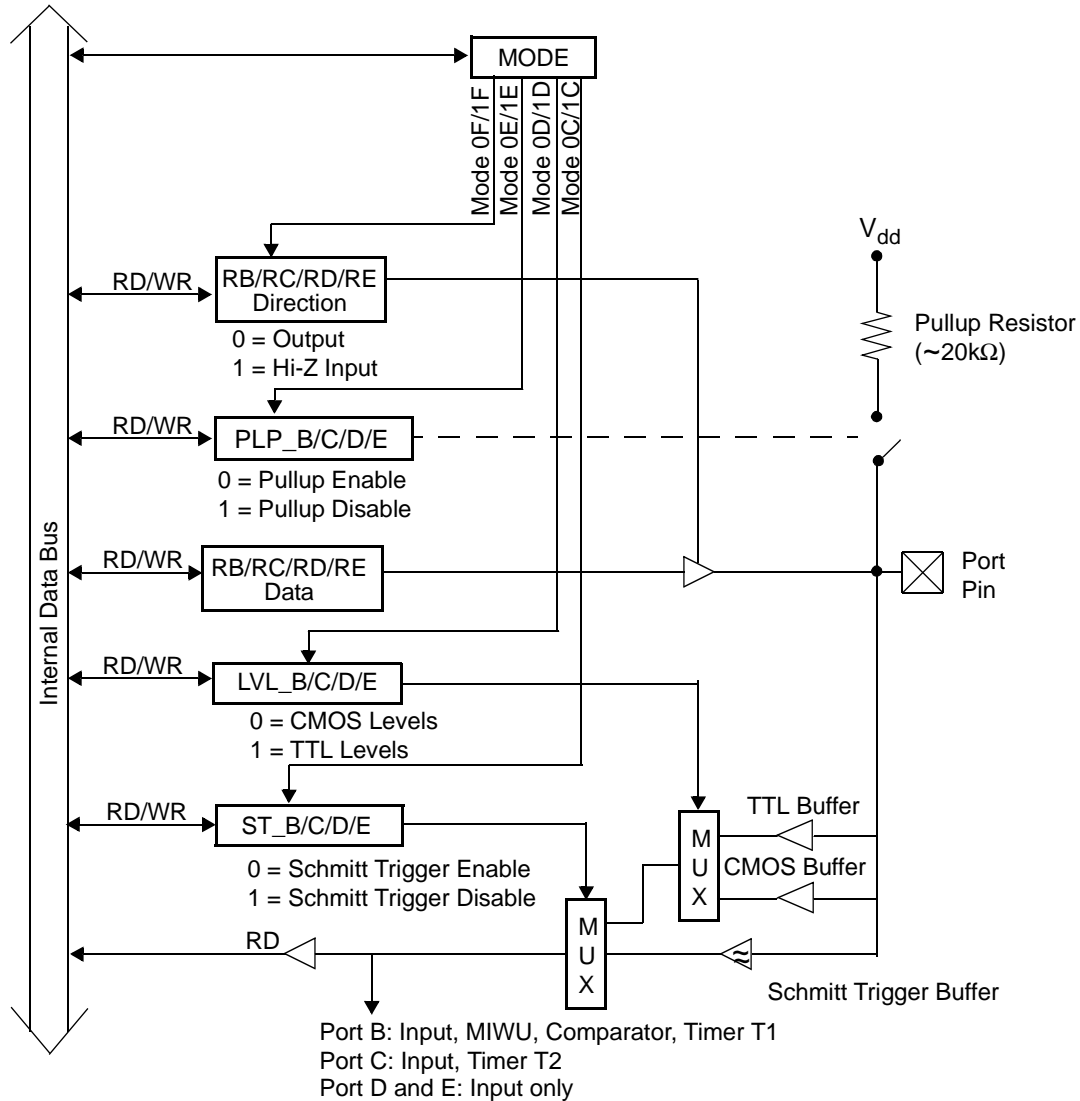 MODE
Mode 0F/1F
Mode 0E/1E
Mode 0D/1D
Mode 0C/1C
Vdd
RD/WR
RB/RC/RD/RE
Direction
Pullup Resistor
(~20kΩ)
0 = Output
1 = Hi-Z Input
RD/WR
PLP_B/C/D/E
0 = Pullup Enable
1 = Pullup Disable
Internal Data Bus
RD/WR
RB/RC/RD/RE
Data
Port
Pin
RD/WR
LVL_B/C/D/E
0 = CMOS Levels
1 = TTL Levels
RD/WR
ST_B/C/D/E
TTL Buffer
MUX
CMOS Buffer
0 = Schmitt Trigger Enable
1 = Schmitt Trigger Disable
RD
MUX
≈
Schmitt Trigger Buffer
Port B: Input, MIWU, Comparator, Timer T1
Port C: Input, Timer T2
Port D and E: Input only